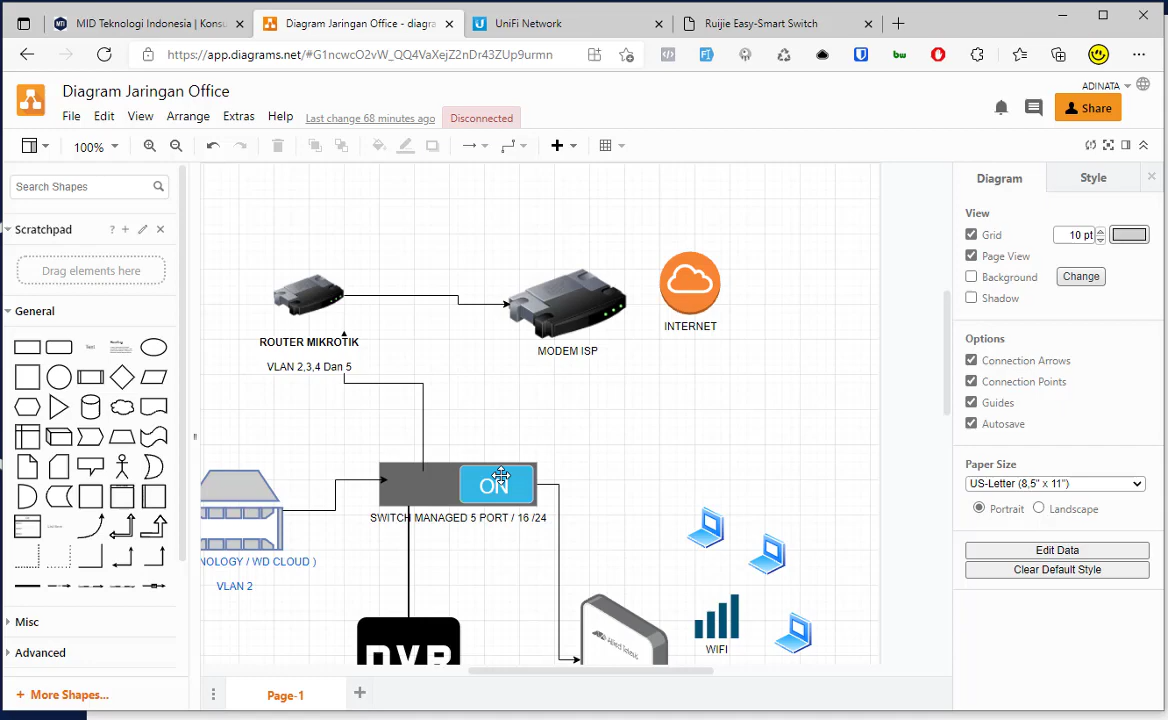 MID Teknologi Indonesia | Konsu
Diagram Jaringan Office - diagra
UniFi Network
Ruijie Easy-Smart Switch
https://app.diagrams.net/#G1ncwcO2vW_QQ4VaXjZ2nDr43ZUp9urmn
Diagram Jaringan Office
ADINATA
File Edit View Arrange Extras Help Last change 68 minutes ago Disconnected
Share
100%
Search Shapes
Scratchpad
Drag elements here
General
Text
Heading
List Item
Misc
Advanced
+ More Shapes...
ROUTER MIKROTIK
VLAN 2,3,4 Dan 5
MODEM ISP
INTERNET
ON
SWITCH MANAGED 5 PORT / 16 /24
NOLOGY / WD CLOUD )
VLAN 2
DVR
Allied Telesis
WIFI
Page-1
Diagram Style
View
Grid 10 pt
Page View
Background Change
Shadow
Options
Connection Arrows
Connection Points
Guides
Autosave
Paper Size
US-Letter (8,5" x 11")
Portrait Landscape
Edit Data
Clear Default Style